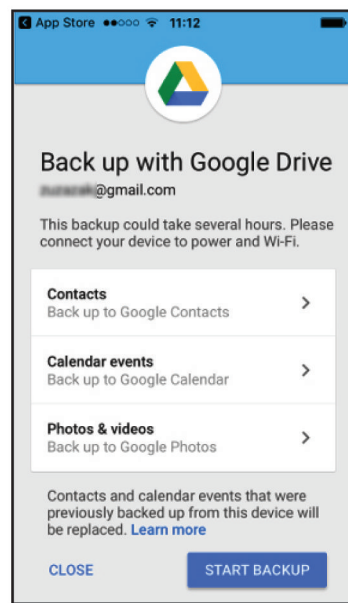 App Store 11:12
Back up with Google Drive
@gmail.com
This backup could take several hours. Please
connect your device to power and Wi-Fi.
Contacts
Back up to Google Contacts
Calendar events
Back up to Google Calendar
Photos & videos
Back up to Google Photos
Contacts and calendar events that were
previously backed up from this device will
be replaced. Learn more
CLOSE START BACKUP